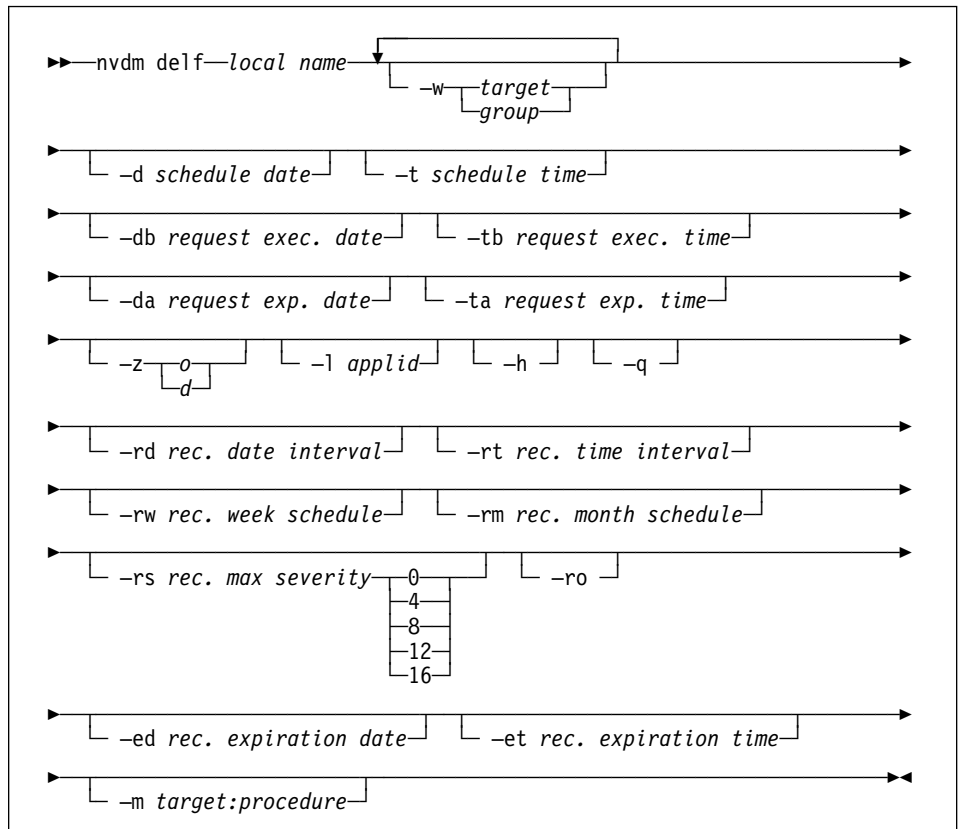 nvdm delf local name
–w target
group
–d schedule date –t schedule time
–db request exec. date –tb request exec. time
–da request exp. date –ta request exp. time
–z o –l applid –h –q
d
–rd rec. date interval –rt rec. time interval
–rw rec. week schedule –rm rec. month schedule
–rs rec. max severity 0 –ro
4
8
12
16
–ed rec. expiration date –et rec. expiration time
–m target:procedure